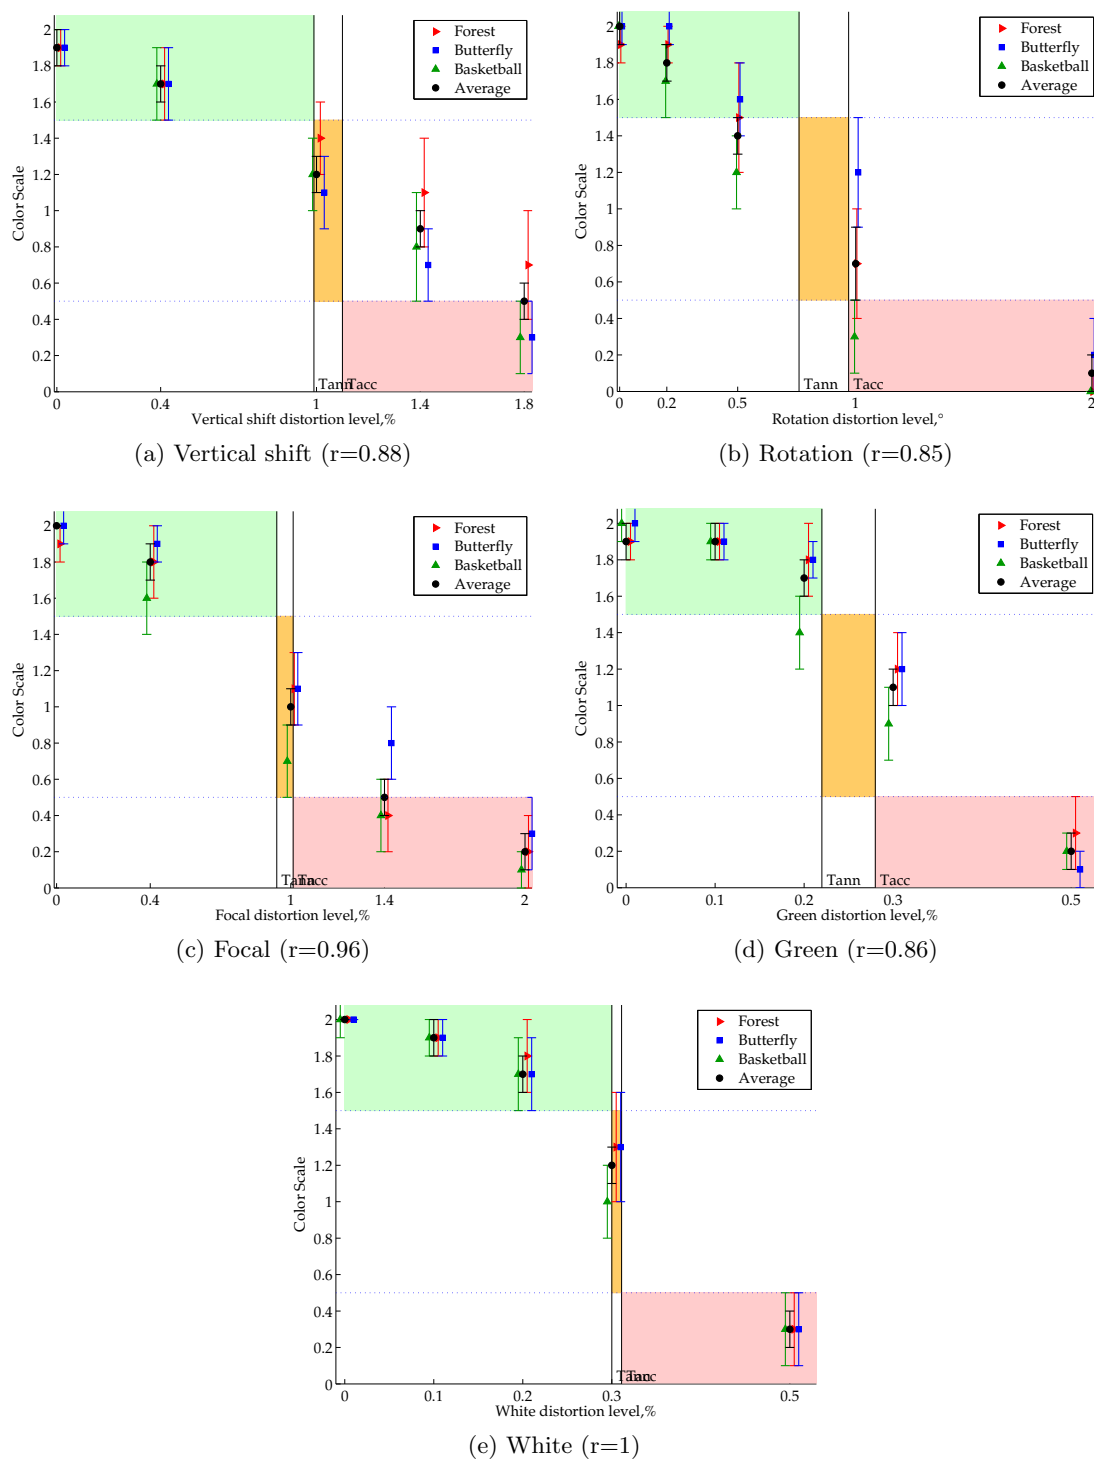 2
1.8
1.6
1.4
1.2
1
0.8
0.6
0.4
0.2
0
Color Scale
Forest
Butterfly
Basketball
Average
Tann
Tacc
0 0.4 1 1.4 1.8
Vertical shift distortion level,%
(a) Vertical shift (r=0.88)
2
1.8
1.6
1.4
1.2
1
0.8
0.6
0.4
0.2
0
Color Scale
Forest
Butterfly
Basketball
Average
Tann
Tacc
0 0.2 0.5 1 2
Rotation distortion level,°
(b) Rotation (r=0.85)
2
1.8
1.6
1.4
1.2
1
0.8
0.6
0.4
0.2
0
Color Scale
Forest
Butterfly
Basketball
Average
Tann
Tacc
0 0.4 1 1.4 2
Focal distortion level,%
(c) Focal (r=0.96)
2
1.8
1.6
1.4
1.2
1
0.8
0.6
0.4
0.2
0
Color Scale
Forest
Butterfly
Basketball
Average
Tann
Tacc
0 0.1 0.2 0.3 0.5
Green distortion level,%
(d) Green (r=0.86)
2
1.8
1.6
1.4
1.2
1
0.8
0.6
0.4
0.2
0
Color Scale
Forest
Butterfly
Basketball
Average
Tann
Tacc
0 0.1 0.2 0.3 0.5
White distortion level,%
(e) White (r=1)